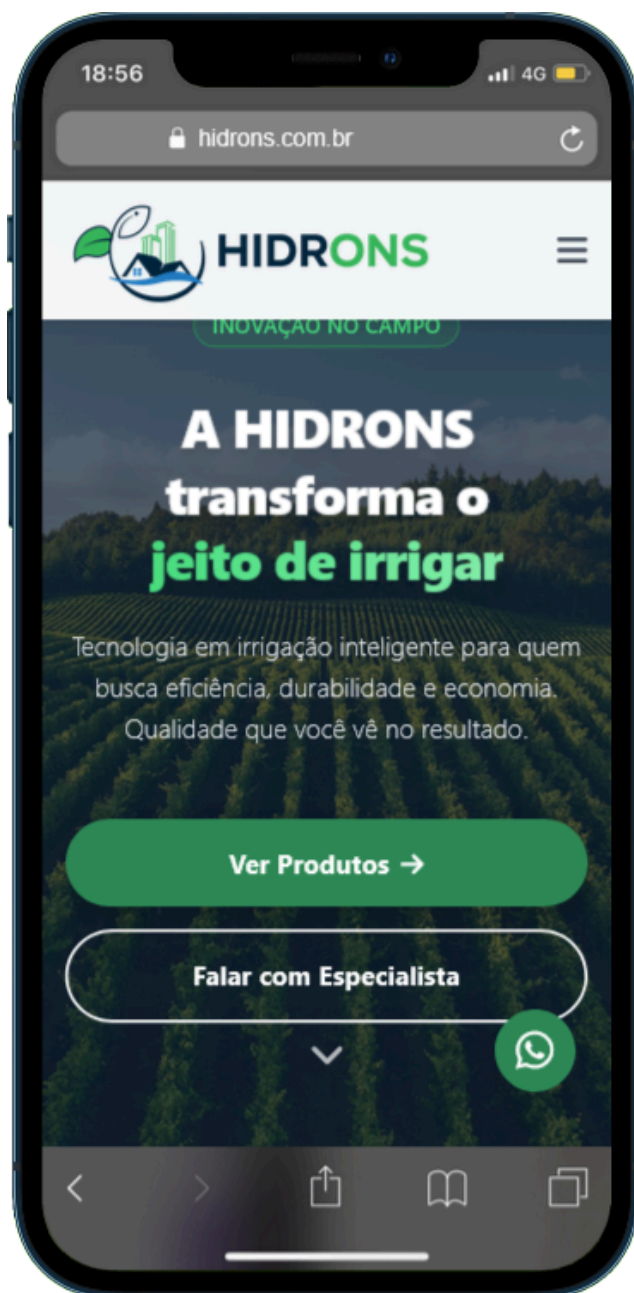 18:56
4G
hidrons.com.br
HIDRONS
INOVAÇÃO NO CAMPO
A HIDRONS
transforma o
jeito de irrigar
Tecnologia em irrigação inteligente para quem
busca eficiência, durabilidade e economia.
Qualidade que você vê no resultado.
Ver Produtos →
Falar com Especialista